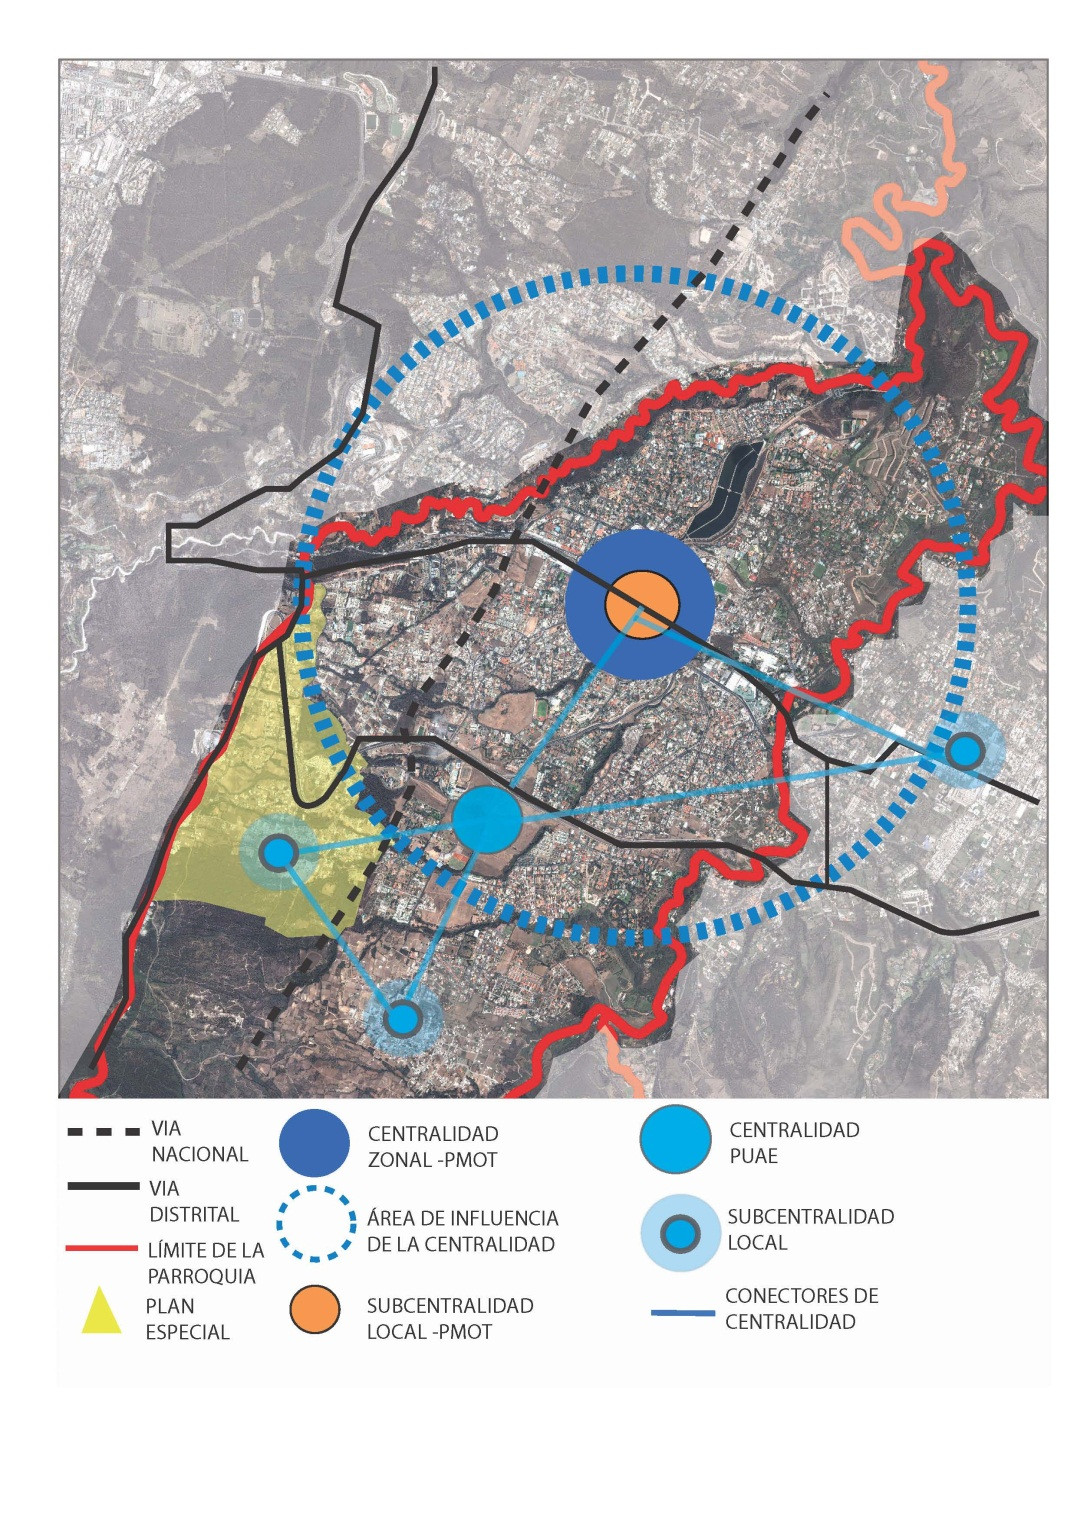 VIA
NACIONAL
VIA
DISTRITAL
LÍMITE DE LA
PARROQUIA
PLAN
ESPECIAL
CENTRALIDAD
ZONAL -PMOT
ÁREA DE INFLUENCIA
DE LA CENTRALIDAD
SUBCENTRALIDAD
LOCAL -PMOT
CENTRALIDAD
PUAE
SUBCENTRALIDAD
LOCAL
CONECTORES DE
CENTRALIDAD